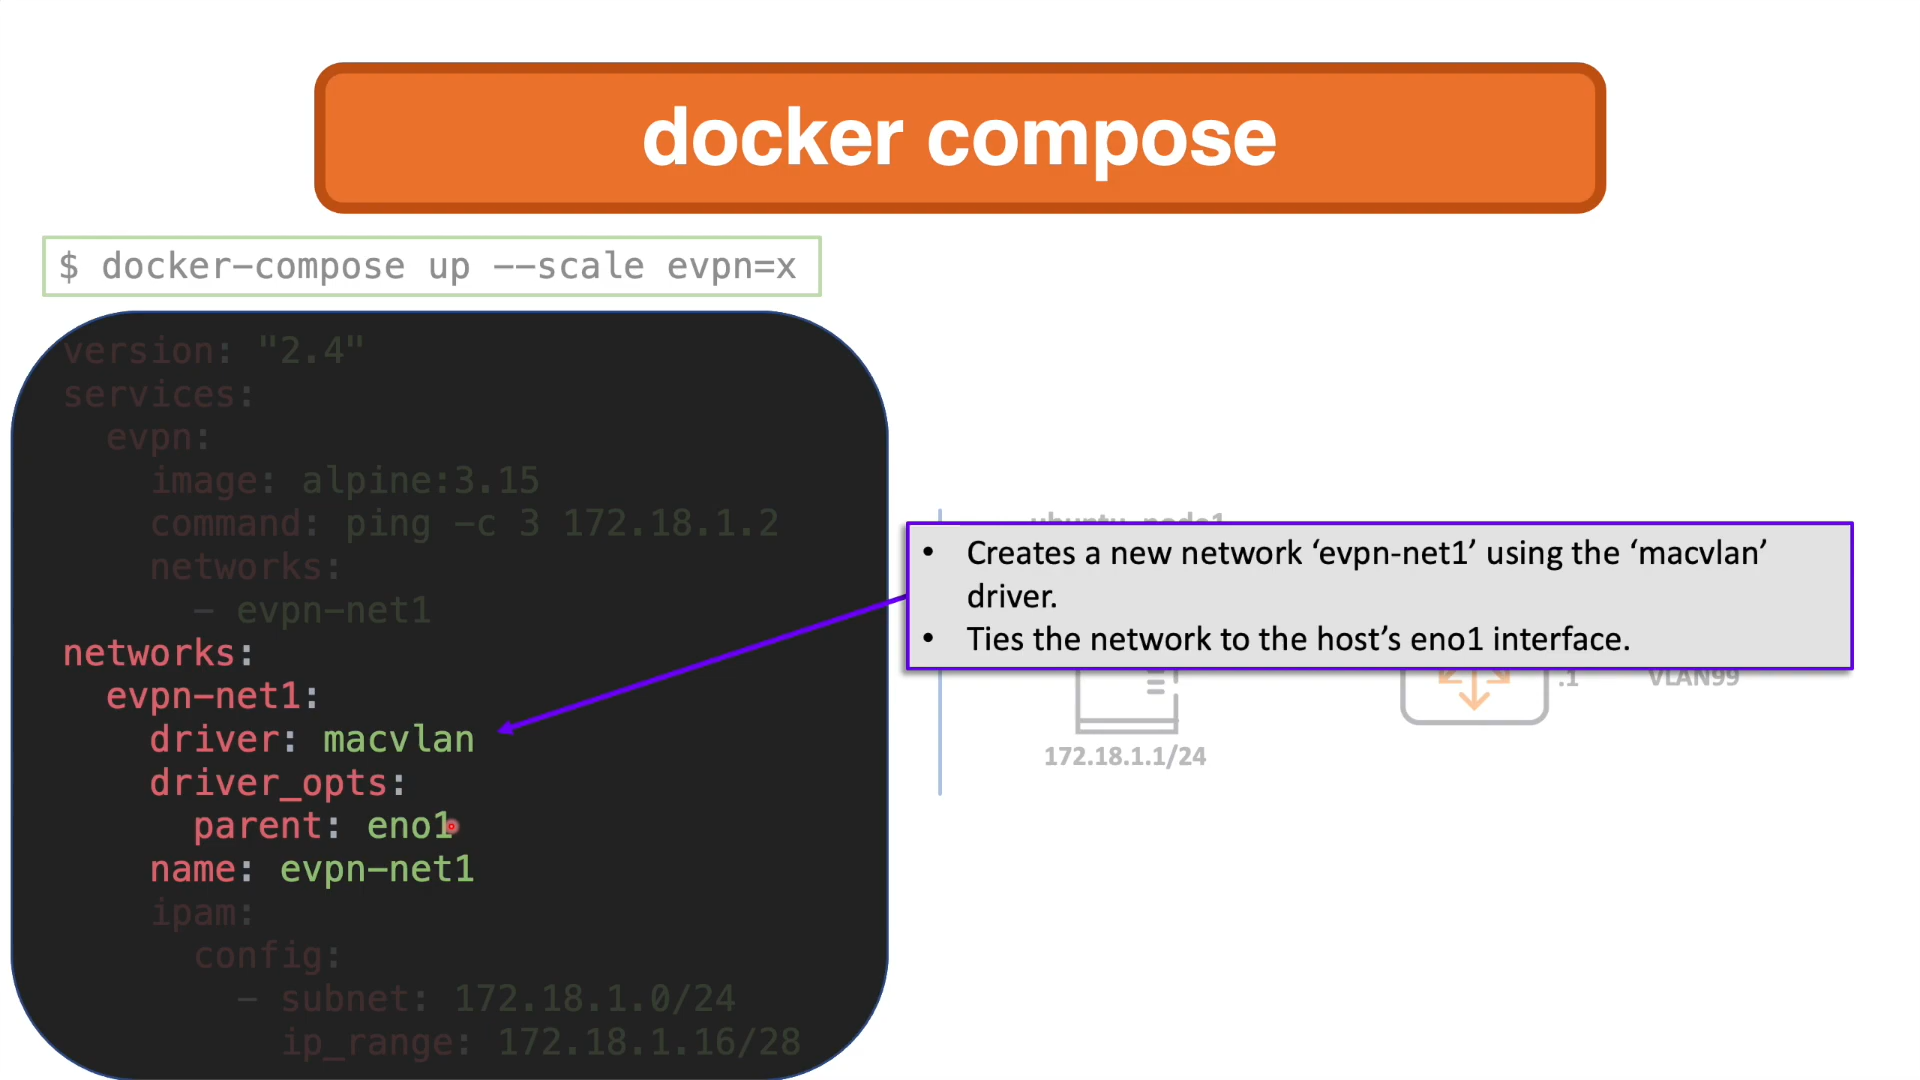 docker compose
$ docker-compose up --scale evpn=x
version: "2.4"
services:
  evpn:
    image: alpine:3.15
    command: ping -c 3 172.18.1.2
    networks:
      - evpn-net1
networks:
  evpn-net1:
    driver: macvlan
    driver_opts:
      parent: eno1
    name: evpn-net1
    ipam:
      config:
        - subnet: 172.18.1.0/24
          ip_range: 172.18.1.16/28
ubuntu_node1
• Creates a new network ‘evpn-net1’ using the ‘macvlan’
driver.
• Ties the network to the host’s eno1 interface.
.1
VLAN99
172.18.1.1/24